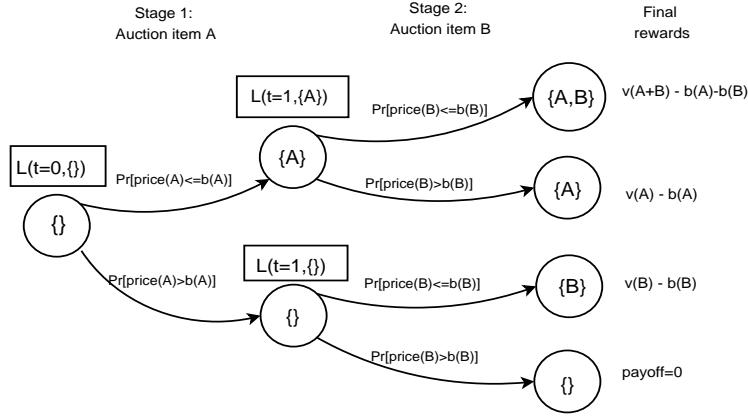 Stage 1:
Auction item A
Stage 2:
Auction item B
Final
rewards
L(t=0,{})
{}
Pr[price(A)<=b(A)]
Pr[price(A)>b(A)]
L(t=1,{A})
{A}
Pr[price(B)<=b(B)]
Pr[price(B)>b(B)]
L(t=1,{})
{}
Pr[price(B)<=b(B)]
Pr[price(B)>b(B)]
{A,B}
v(A+B) - b(A)-b(B)
{A}
v(A) - b(A)
{B}
v(B) - b(B)
{}
payoff=0